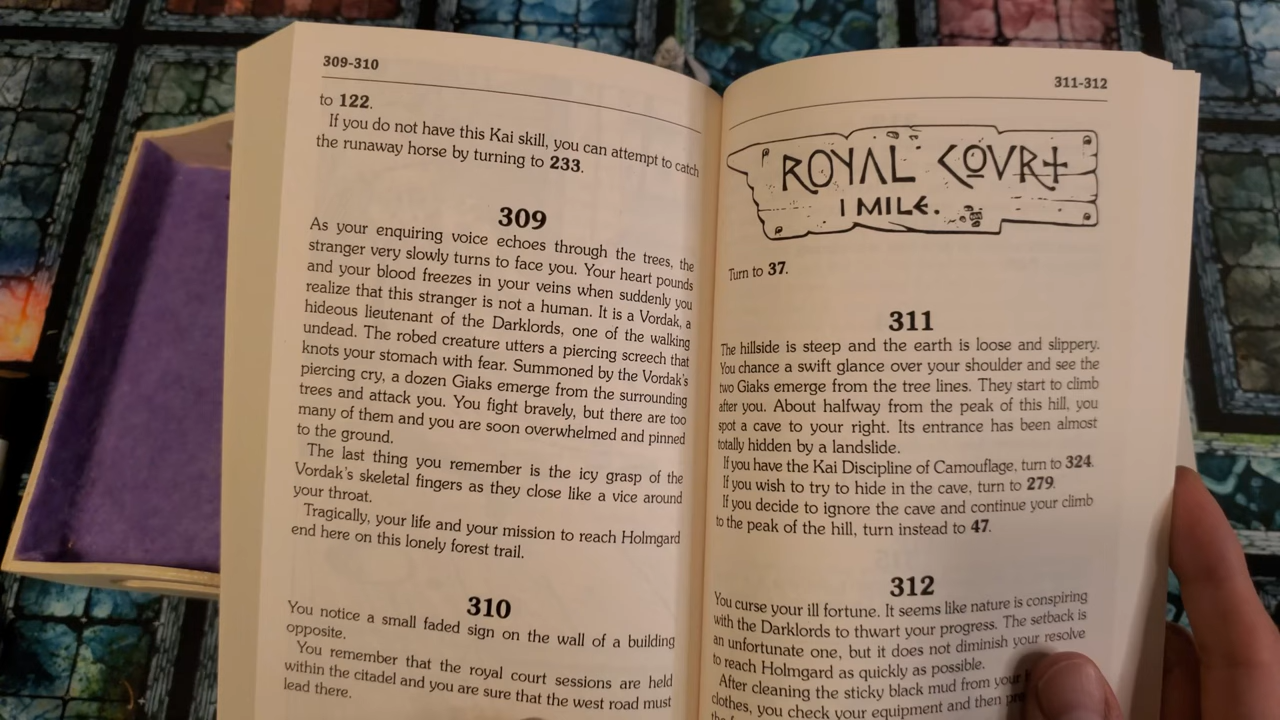 309-310
to 122.
If you do not have this Kai skill, you can attempt to catch
the runaway horse by turning to 233.
309
As your enquiring voice echoes through the trees, the
stranger very slowly turns to face you. Your heart pounds
and your blood freezes in your veins when suddenly you
realize that this stranger is not a human. It is a Vordak, a
hideous lieutenant of the Darklords, one of the walking
undead. The robed creature utters a piercing screech that
knots your stomach with fear. Summoned by the Vordak's
piercing cry, a dozen Giaks emerge from the surrounding
trees and attack you. You fight bravely, but there are too
many of them and you are soon overwhelmed and pinned
to the ground.
The last thing you remember is the icy grasp of the
Vordak's skeletal fingers as they close like a vice around
your throat.
Tragically, your life and your mission to reach Holmgard
end here on this lonely forest trail.
310
You notice a small faded sign on the wall of a building
opposite.
You remember that the royal court sessions are held
within the citadel and you are sure that the west road must
lead there.
311-312
ROYAL COVRT
1 MILE.
Turn to 37.
311
The hillside is steep and the earth is loose and slippery.
You chance a swift glance over your shoulder and see the
two Giaks emerge from the tree lines. They start to climb
after you. About halfway from the peak of this hill, you
spot a cave to your right. Its entrance has been almost
totally hidden by a landslide.
If you have the Kai Discipline of Camouflage, turn to 324.
If you wish to try to hide in the cave, turn to 279.
If you decide to ignore the cave and continue your climb
to the peak of the hill, turn instead to 47.
312
You curse your ill fortune. It seems like nature is conspiring
with the Darklords to thwart your progress. The setback is
an unfortunate one, but it does not diminish your resolve
to reach Holmgard as quickly as possible.
After cleaning the sticky black mud from your
clothes, you check your equipment and then